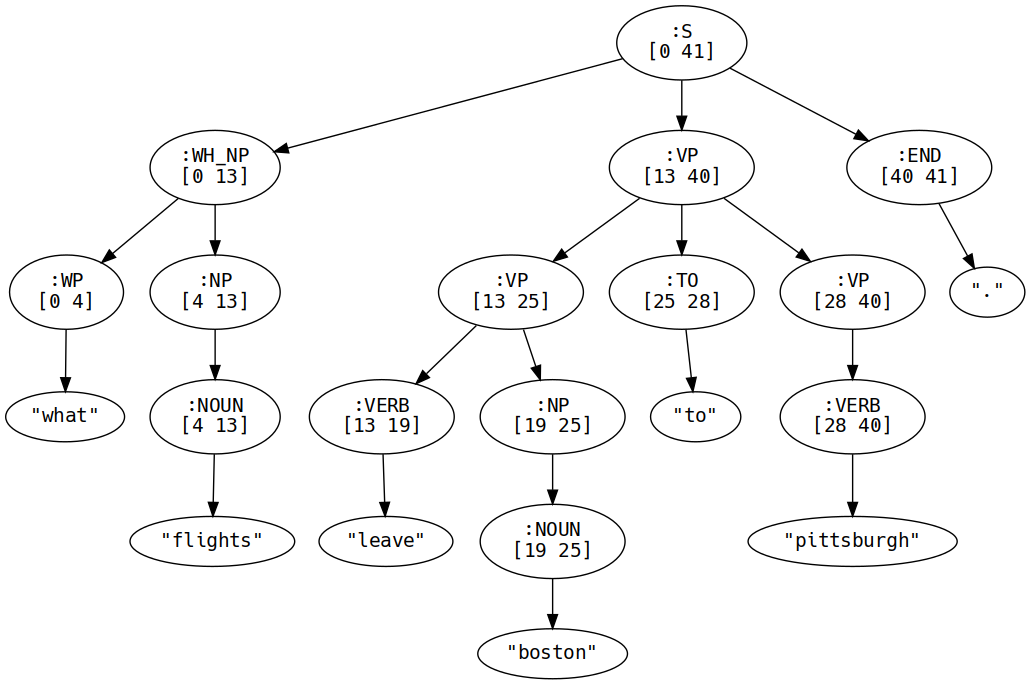 :S
[0 41]
:WH_NP
[0 13]
:VP
[13 40]
:END
[40 41]
:WP
[0 4]
:NP
[4 13]
:VP
[13 25]
:TO
[25 28]
:VP
[28 40]
"."
"what"
:NOUN
[4 13]
:VERB
[13 19]
:NP
[19 25]
"to"
:VERB
[28 40]
"flights"
"leave"
:NOUN
[19 25]
"pittsburgh"
"boston"